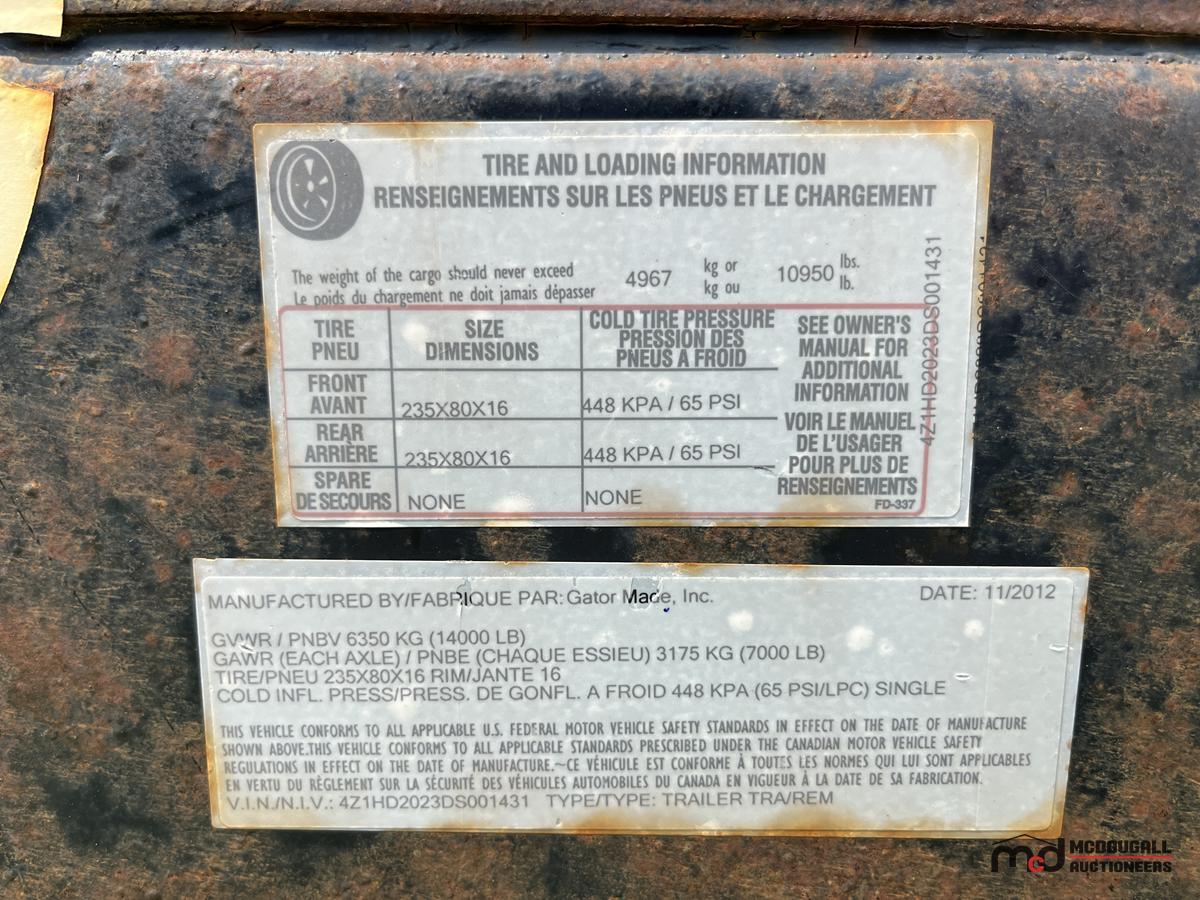 TIRE AND LOADING INFORMATION
RENSEIGNEMENTS SUR LES PNEUS ET LE CHARGEMENT
The weight of the cargo should never exceed 4967 kg or 10950 lbs.
Le poids du chargement ne doit jamais dépasser kg ou lb.
TIRE
PNEU
SIZE
DIMENSIONS
COLD TIRE PRESSURE
PRESSION DES
PNEUS A FROID
FRONT
AVANT
235X80X16
448 KPA / 65 PSI
REAR
ARRIÈRE
235X80X16
448 KPA / 65 PSI
SPARE
DE SECOURS
NONE
NONE
SEE OWNER'S
MANUAL FOR
ADDITIONAL
INFORMATION
VOIR LE MANUEL
DE L'USAGER
POUR PLUS DE
RENSEIGNEMENTS
FD-337
4Z1HD2023DS001431
MANUFACTURED BY/FABRIQUE PAR: Gator Made, Inc. DATE: 11/2012
GVWR / PNBV 6350 KG (14000 LB)
GAWR (EACH AXLE) / PNBE (CHAQUE ESSIEU) 3175 KG (7000 LB)
TIRE/PNEU 235X80X16 RIM/JANTE 16
COLD INFL. PRESS/PRESS. DE GONFL. A FROID 448 KPA (65 PSI/LPC) SINGLE
THIS VEHICLE CONFORMS TO ALL APPLICABLE U.S. FEDERAL MOTOR VEHICLE SAFETY STANDARDS IN EFFECT ON THE DATE OF MANUFACTURE
SHOWN ABOVE.THIS VEHICLE CONFORMS TO ALL APPLICABLE STANDARDS PRESCRIBED UNDER THE CANADIAN MOTOR VEHICLE SAFETY
REGULATIONS IN EFFECT ON THE DATE OF MANUFACTURE.~CE VÉHICULE EST CONFORME À TOUTES LES NORMES QUI LUI SONT APPLICABLES
EN VERTU DU RÈGLEMENT SUR LA SÉCURITÉ DES VÉHICULES AUTOMOBILES DU CANADA EN VIGUEUR À LA DATE DE SA FABRICATION.
V.I.N./N.I.V.: 4Z1HD2023DS001431 TYPE/TYPE: TRAILER TRA/REM
mcd MCDOUGALL
AUCTIONEERS